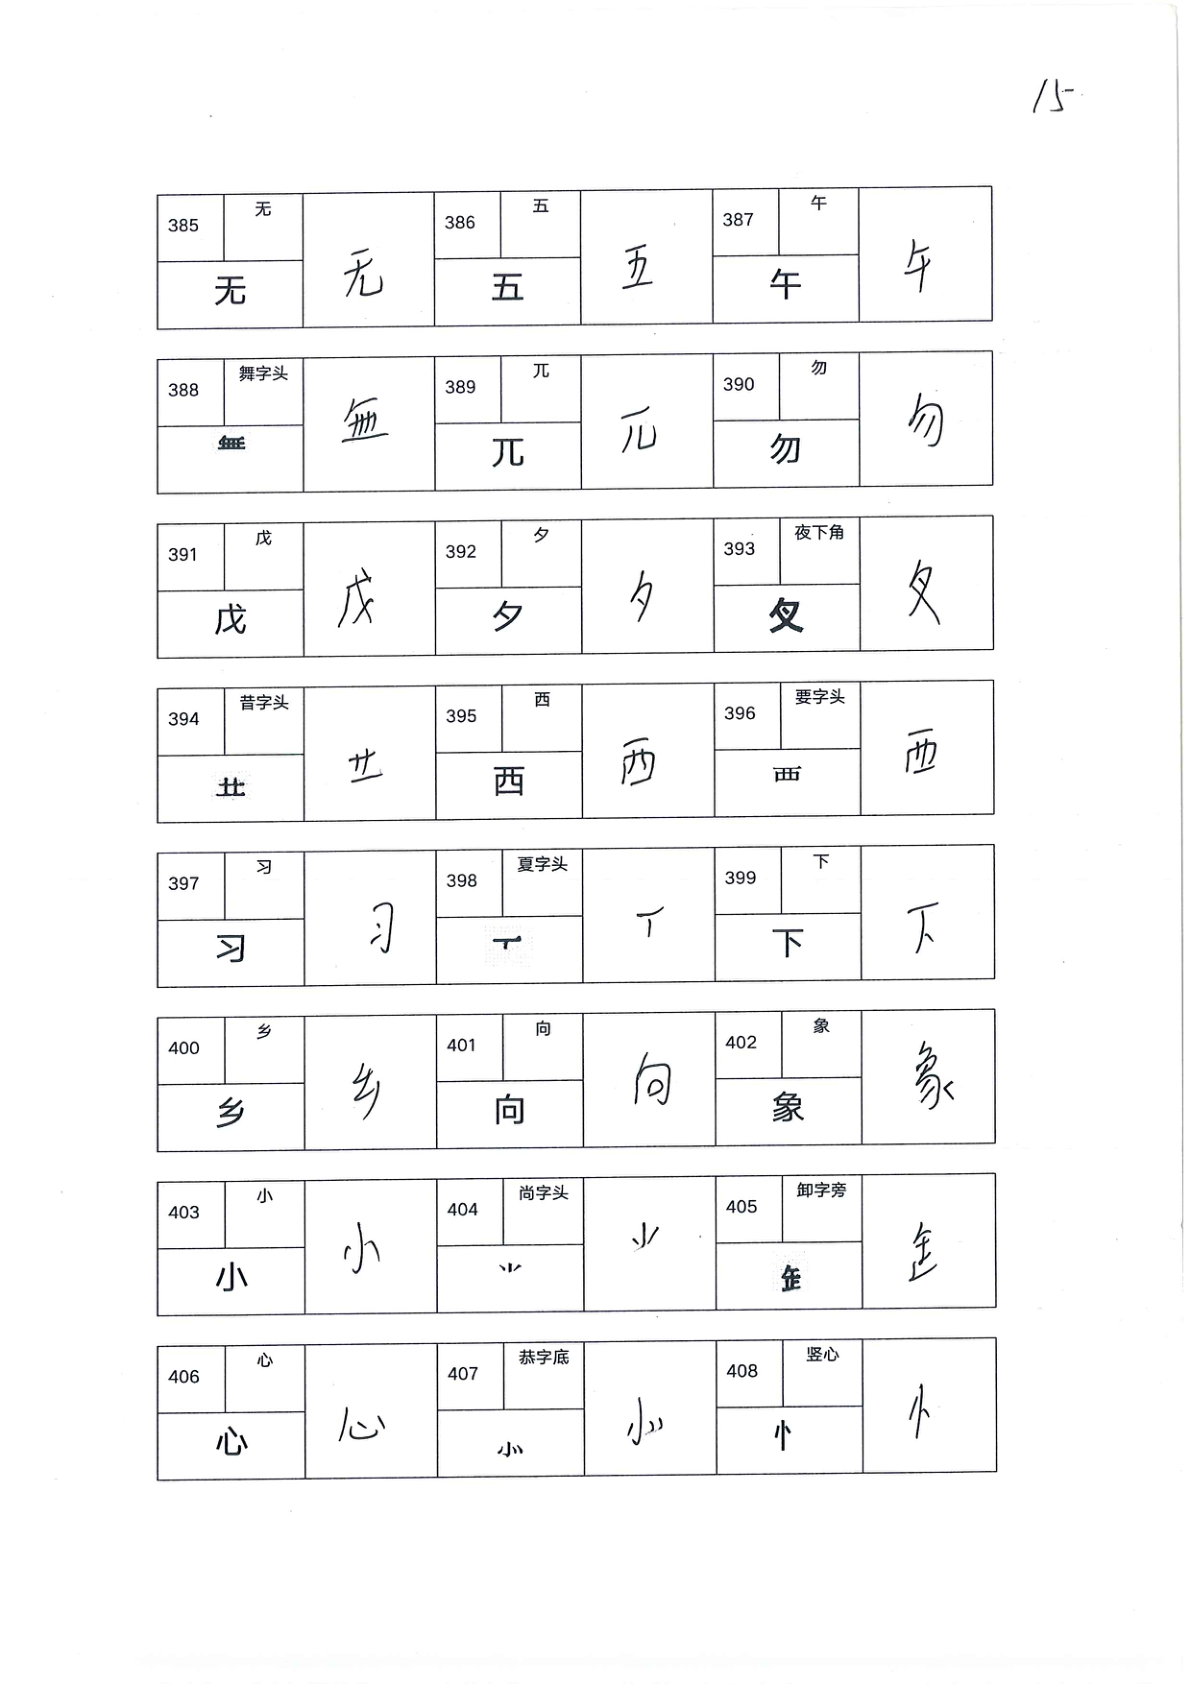 15
385 无 无 无 386 五 五 五 387 午 午 午
388 舞字头 無 389 兀 兀 兀 390 勿 勿 勿
391 戊 戊 戊 392 夕 夕 夕 393 夜下角
394 昔字头 龷 龷 395 西 西 西 396 要字头 覀 覀
397 习 习 习 398 夏字头 丆 丆 399 下 下 下
400 乡 乡 乡 401 向 向 向 402 象 象 象
403 小 小 小 404 尚字头 ⺌ ⺌ 405 卸字旁
406 心 心 心 407 恭字底 㣺 㣺 408 竖心 忄 忄